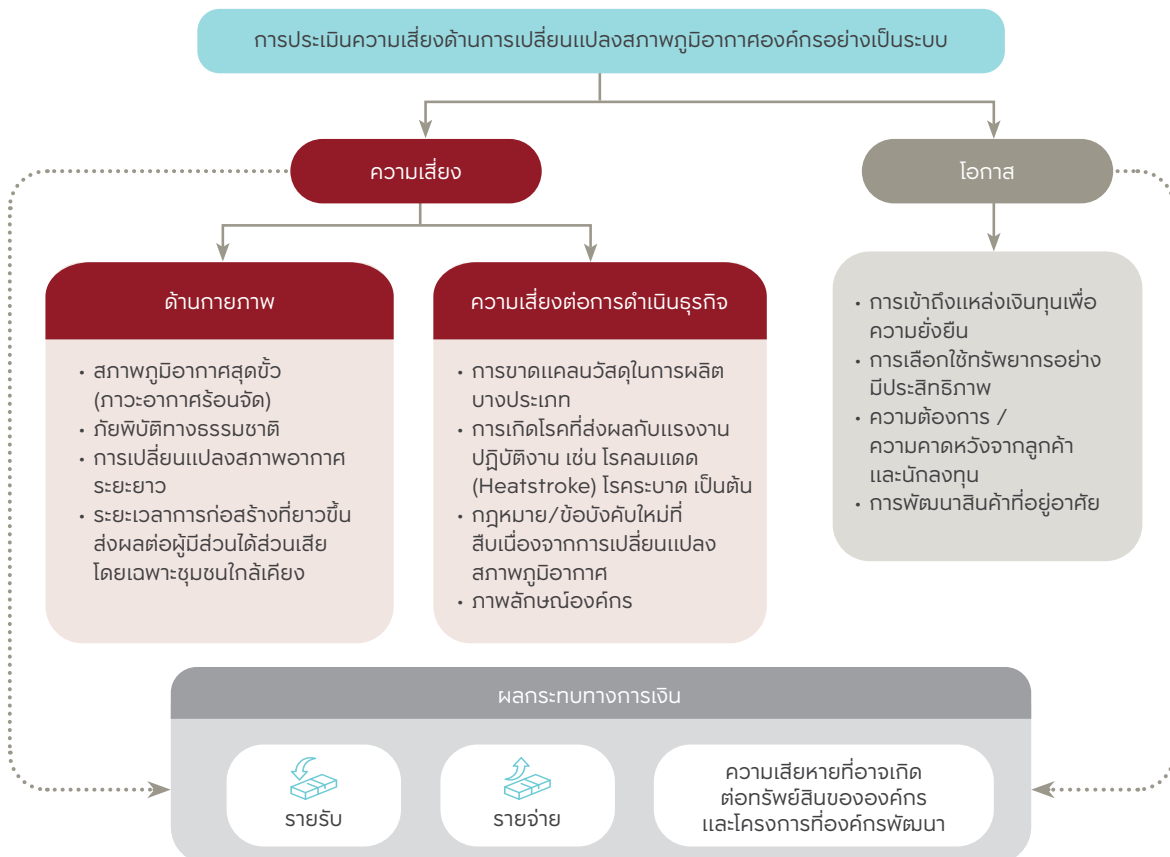 การประเมินความเสี่ยงด้านการเปลี่ยนแปลงสภาพภูมิอากาศองค์กรอย่างเป็นระบบ
ความเสี่ยง
โอกาส
ด้านกายภาพ
• สภาพภูมิอากาศสุดขั้ว
(ภาวะอากาศร้อนจัด)
• ภัยพิบัติทางธรรมชาติ
• การเปลี่ยนแปลงสภาพอากาศ
ระยะยาว
• ระยะเวลาการก่อสร้างที่ยาวขึ้น
ส่งผลต่อผู้มีส่วนได้ส่วนเสีย
โดยเฉพาะชุมชนใกล้เคียง
ความเสี่ยงต่อการดำเนินธุรกิจ
• การขาดแคลนวัสดุในการผลิต
บางประเภท
• การเกิดโรคที่ส่งผลกับแรงงาน
ปฏิบัติงาน เช่น โรคลมแดด
(Heatstroke) โรคระบาด เป็นต้น
• กฎหมาย/ข้อบังคับใหม่ที่
สืบเนื่องจากการเปลี่ยนแปลง
สภาพภูมิอากาศ
• ภาพลักษณ์องค์กร
• การเข้าถึงแหล่งเงินทุนเพื่อ
ความยั่งยืน
• การเลือกใช้ทรัพยากรอย่าง
มีประสิทธิภาพ
• ความต้องการ /
ความคาดหวังจากลูกค้า
และนักลงทุน
• การพัฒนาสินค้าที่อยู่อาศัย
ผลกระทบทางการเงิน
รายรับ
รายจ่าย
ความเสียหายที่อาจเกิด
ต่อทรัพย์สินขององค์กร
และโครงการที่องค์กรพัฒนา